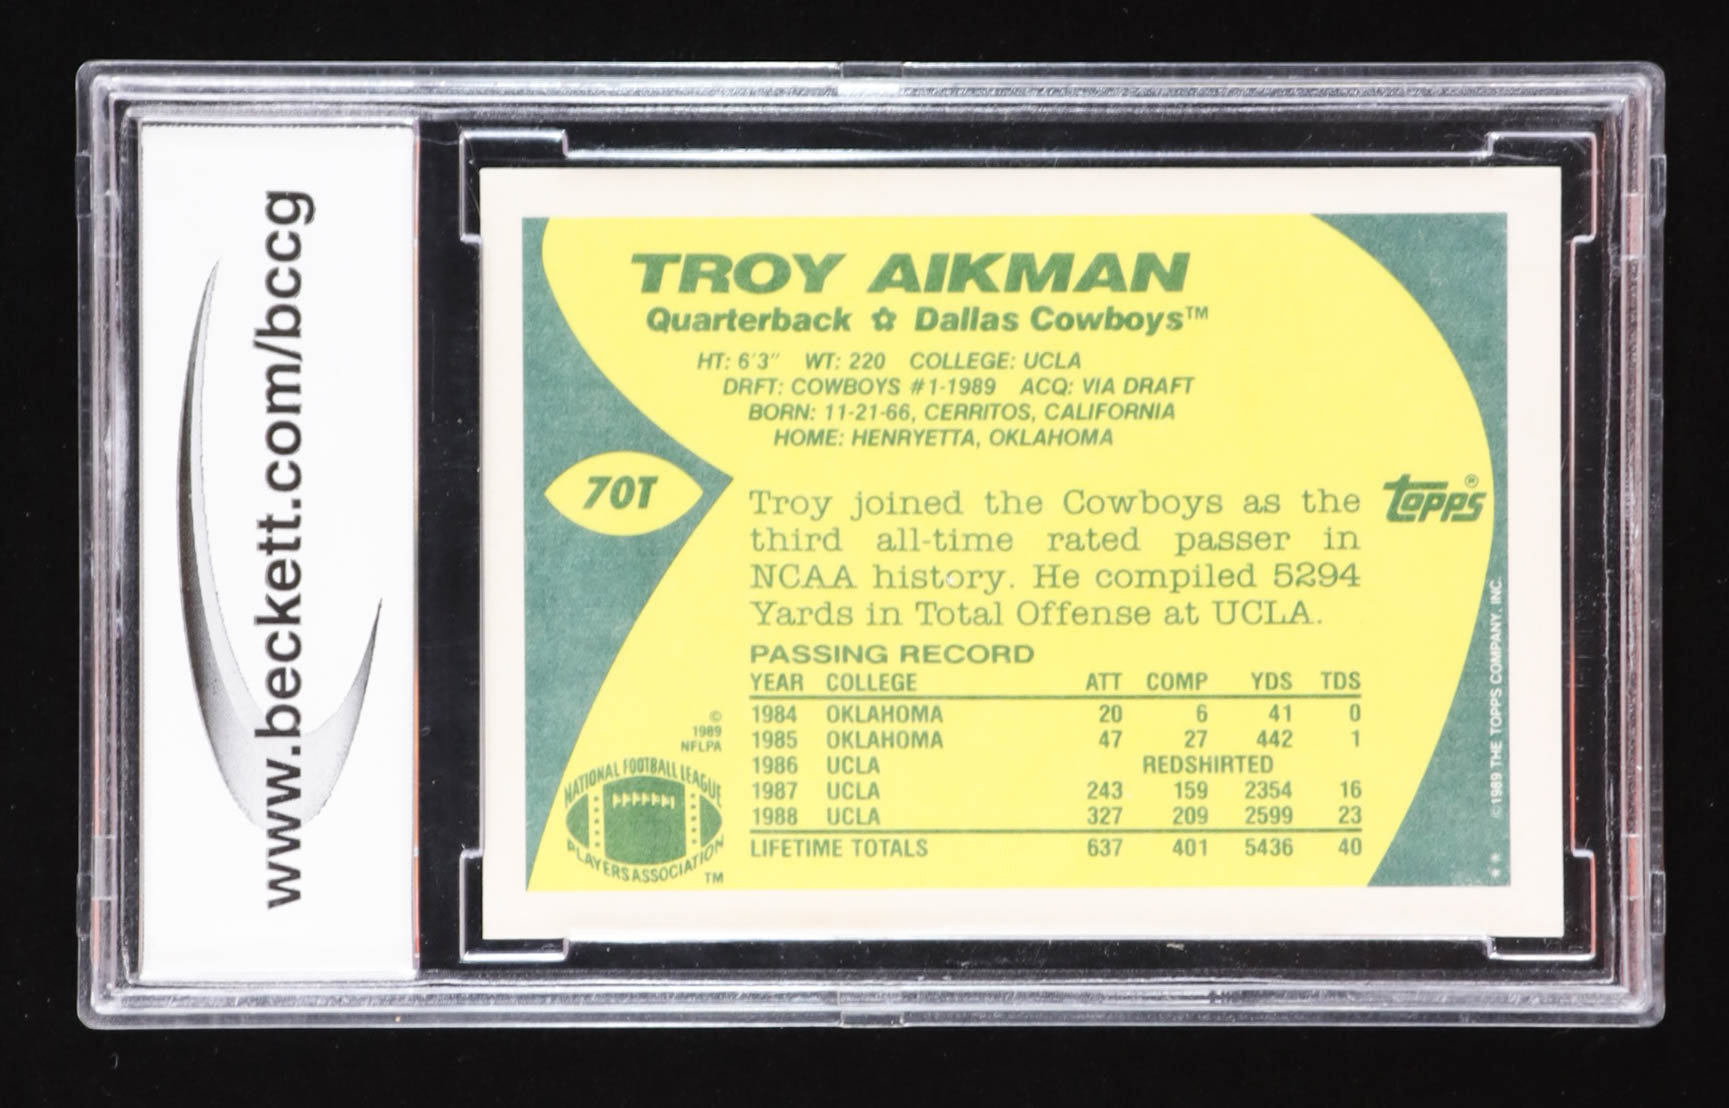 www.beckett.com/bccg
TROY AIKMAN
Quarterback ✩ Dallas Cowboys™
HT: 6'3" WT: 220 COLLEGE: UCLA
DRFT: COWBOYS #1-1989 ACQ: VIA DRAFT
BORN: 11-21-66, CERRITOS, CALIFORNIA
HOME: HENRYETTA, OKLAHOMA
70T
Troy joined the Cowboys as the
third all-time rated passer in
NCAA history. He compiled 5294
Yards in Total Offense at UCLA.
topps®
PASSING RECORD
YEAR COLLEGE ATT COMP YDS TDS
1984 OKLAHOMA 20 6 41 0
1985 OKLAHOMA 47 27 442 1
1986 UCLA REDSHIRTED
1987 UCLA 243 159 2354 16
1988 UCLA 327 209 2599 23
LIFETIME TOTALS 637 401 5436 40
©
1989
NFLPA
NATIONAL FOOTBALL LEAGUE
PLAYERS ASSOCIATION
TM
©1989 THE TOPPS COMPANY, INC.
**